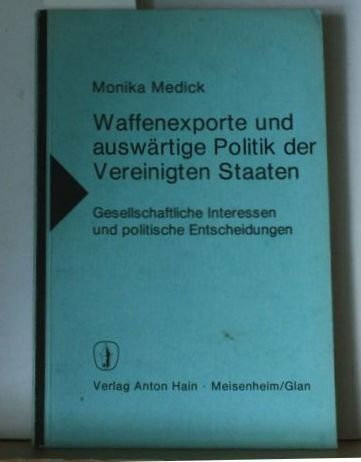 Monika Medick
Waffenexporte und
auswärtige Politik der
Vereinigten Staaten
Gesellschaftliche Interessen
und politische Entscheidungen
Verlag Anton Hain · Meisenheim/Glan